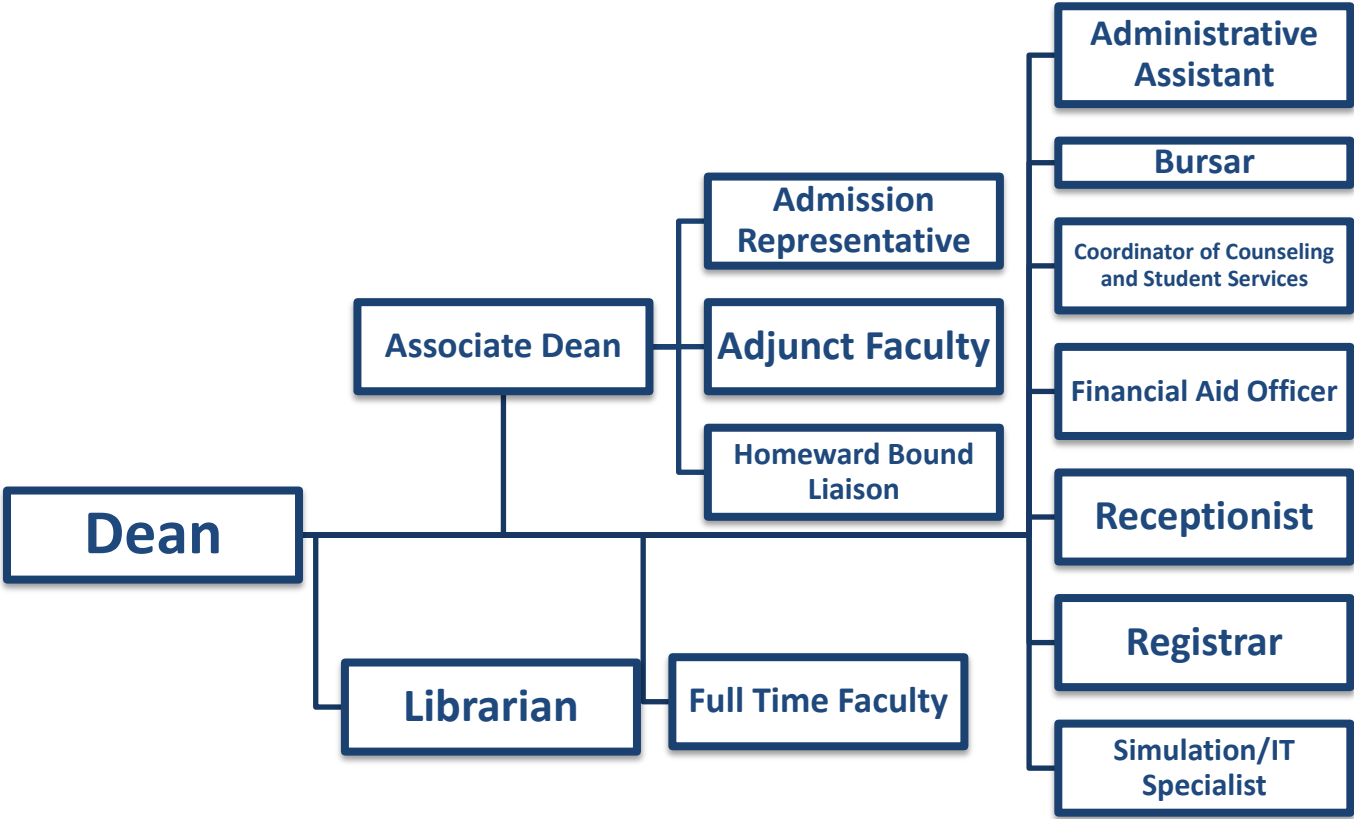 Dean
Associate Dean
Librarian
Full Time Faculty
Admission
Representative
Adjunct Faculty
Homeward Bound
Liaison
Administrative
Assistant
Bursar
Coordinator of Counseling
and Student Services
Financial Aid Officer
Receptionist
Registrar
Simulation/IT
Specialist